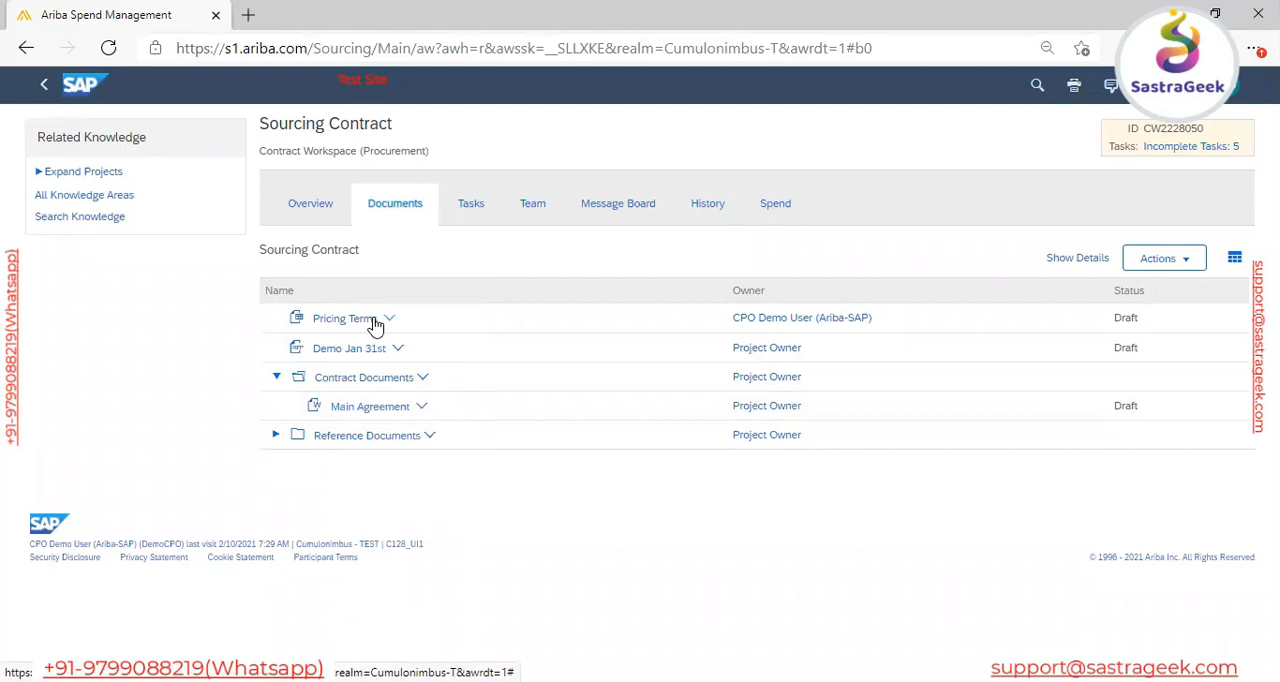 Ariba Spend Management
https://s1.ariba.com/Sourcing/Main/aw?awh=r&awssk=__SLLXKE&realm=Cumulonimbus-T&awrdt=1#b0
SastraGeek
SAP
Test Site
Related Knowledge
Expand Projects
All Knowledge Areas
Search Knowledge
Sourcing Contract
Contract Workspace (Procurement)
ID CW2228050
Tasks: Incomplete Tasks: 5
Overview Documents Tasks Team Message Board History Spend
Sourcing Contract
Show Details Actions
Name Owner Status
Pricing Terms CPO Demo User (Ariba-SAP) Draft
Demo Jan 31st Project Owner Draft
Contract Documents Project Owner
Main Agreement Project Owner Draft
Reference Documents Project Owner
+91-9799088219(Whatsapp)
support@sastrageek.com
SAP
CPO Demo User (Ariba-SAP) (DemoCPO) last visit 2/10/2021 7:29 AM | Cumulonimbus - TEST | C128_UI1
Security Disclosure Privacy Statement Cookie Statement Participant Terms
© 1996 - 2021 Ariba Inc. All Rights Reserved
https: +91-9799088219(Whatsapp) realm=Cumulonimbus-T&awrdt=1#
support@sastrageek.com